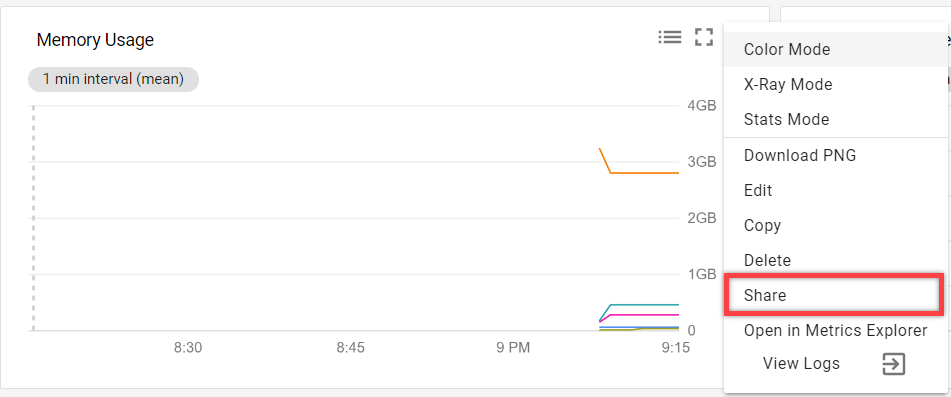 Memory Usage
1 min interval (mean)
4GB
3GB
2GB
1GB
0
8:30 8:45 9 PM 9:15
Color Mode
X-Ray Mode
Stats Mode
Download PNG
Edit
Copy
Delete
Share
Open in Metrics Explorer
View Logs